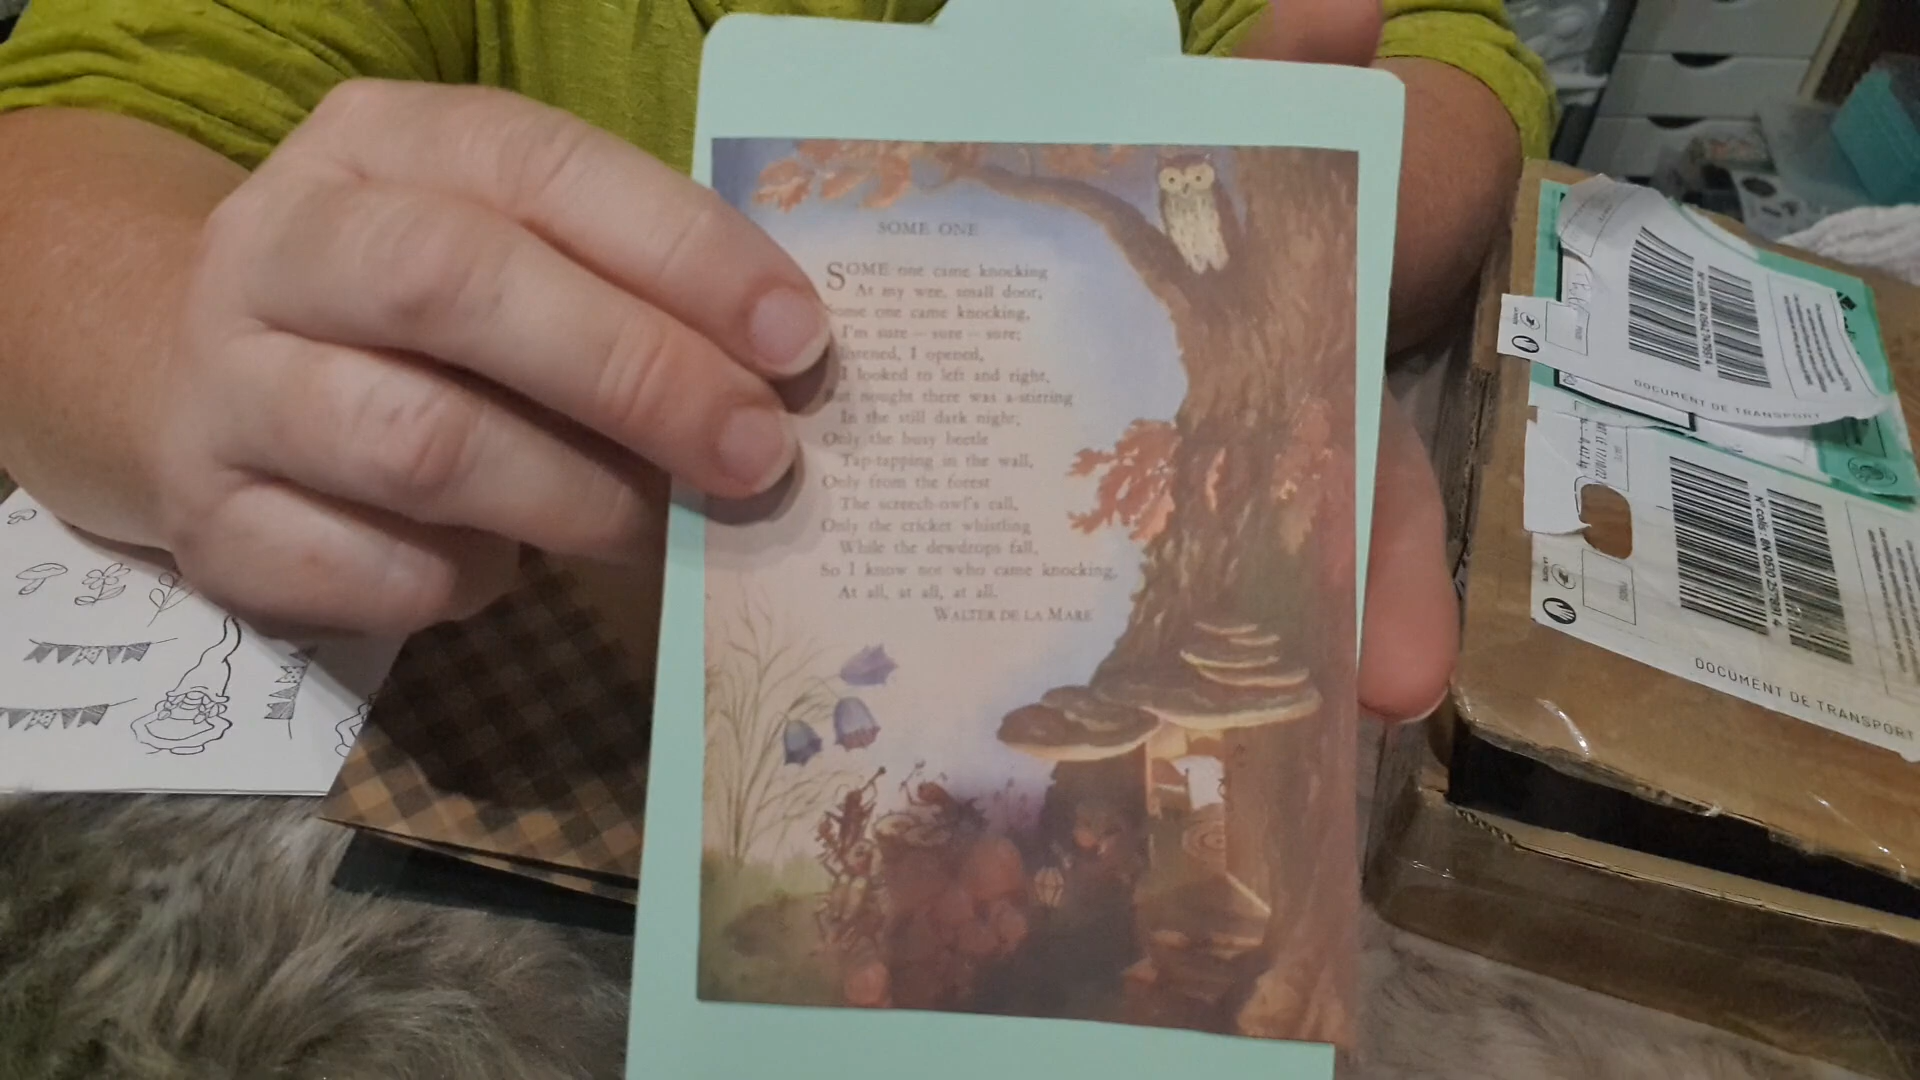 SOME ONE
SOME one came knocking
At my wee, small door;
Some one came knocking,
I'm sure – sure – sure;
listened, I opened,
I looked to left and right,
But nought there was a-stirring
In the still dark night;
Only the busy beetle
Tap-tapping in the wall,
Only from the forest
The screech-owl's call,
Only the cricket whistling
While the dewdrops fall,
So I know not who came knocking,
At all, at all, at all.
WALTER DE LA MARE
DOCUMENT DE TRANSPORT
DOCUMENT DE TRANSPORT